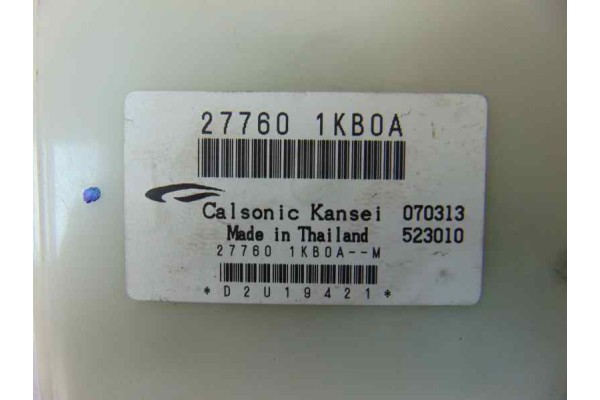 27760 1KB0A
Calsonic Kansei 070313
Made in Thailand 523010
27760 1KB0A--M
*D2U19421*